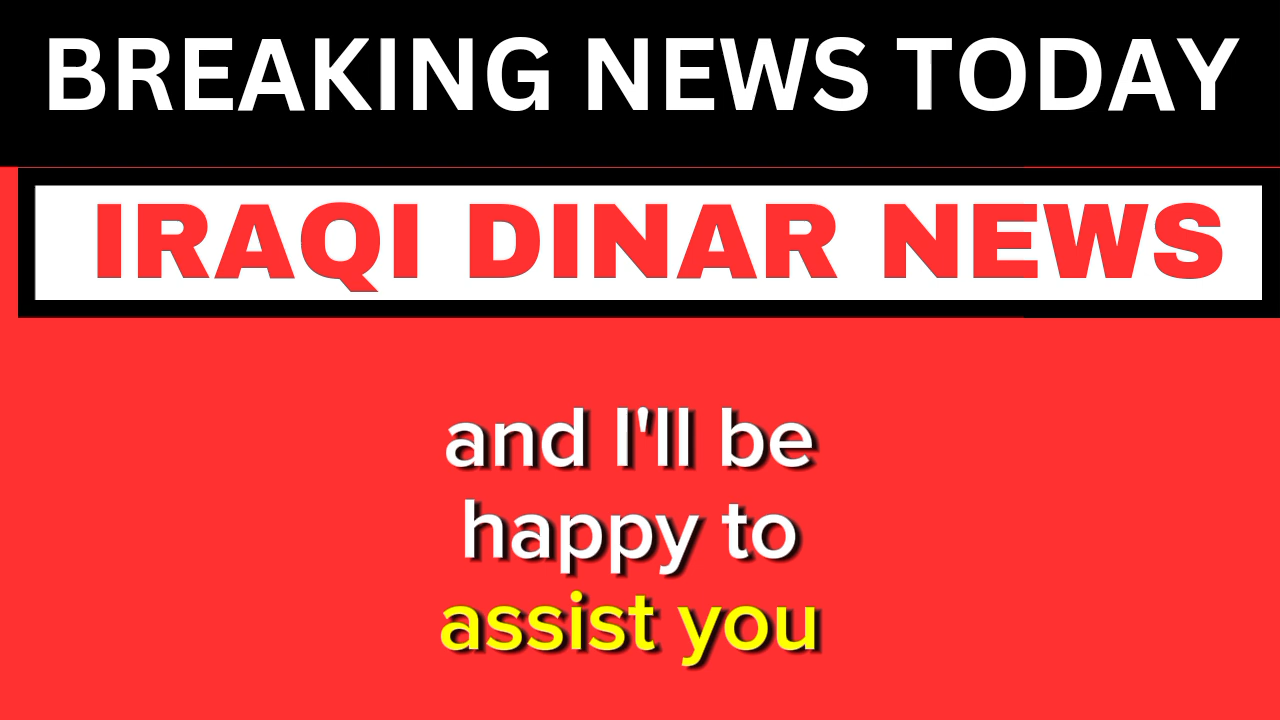 BREAKING NEWS TODAY
IRAQI DINAR NEWS
and I'll be
happy to
assist you